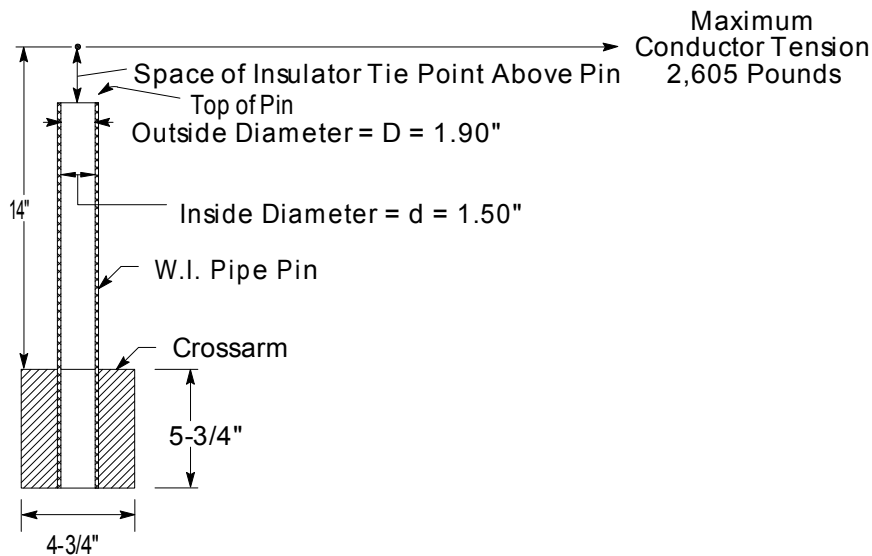 Maximum
Conductor Tension
2,605 Pounds
Space of Insulator Tie Point Above Pin
Top of Pin
Outside Diameter = D = 1.90"
14"
Inside Diameter = d = 1.50"
W.I. Pipe Pin
Crossarm
5-3/4"
4-3/4"